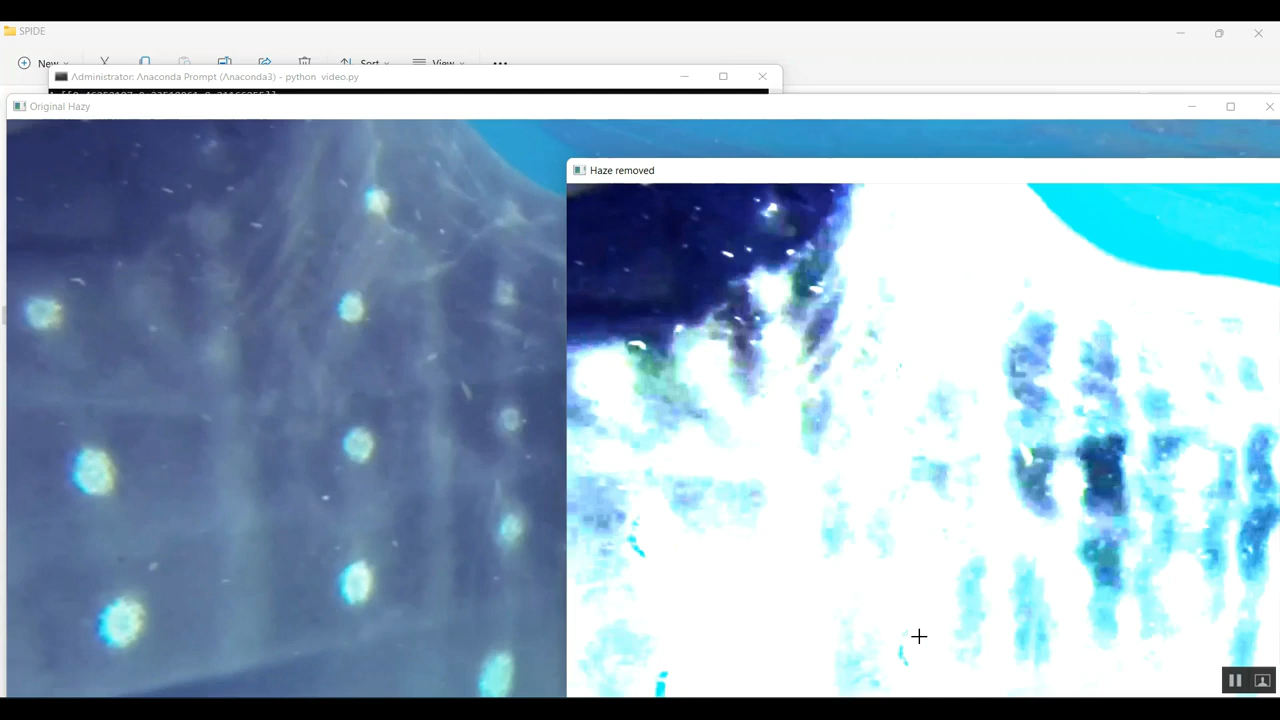 SPIDE
New
Sort
View
Administrator: Anaconda Prompt (Anaconda3) - python video.py
Original Hazy
Haze removed